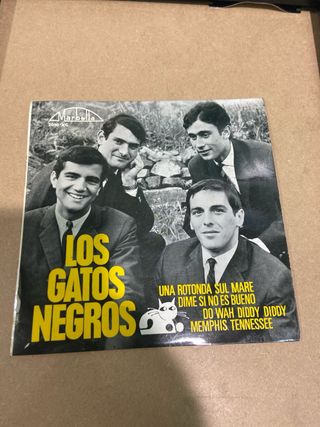 Marbella
LOS
GATOS
NEGROS
UNA ROTONDA SUL MARE
DIME SI NO ES BUENO
DO WAH DIDDY DIDDY
MEMPHIS TENNESSEE